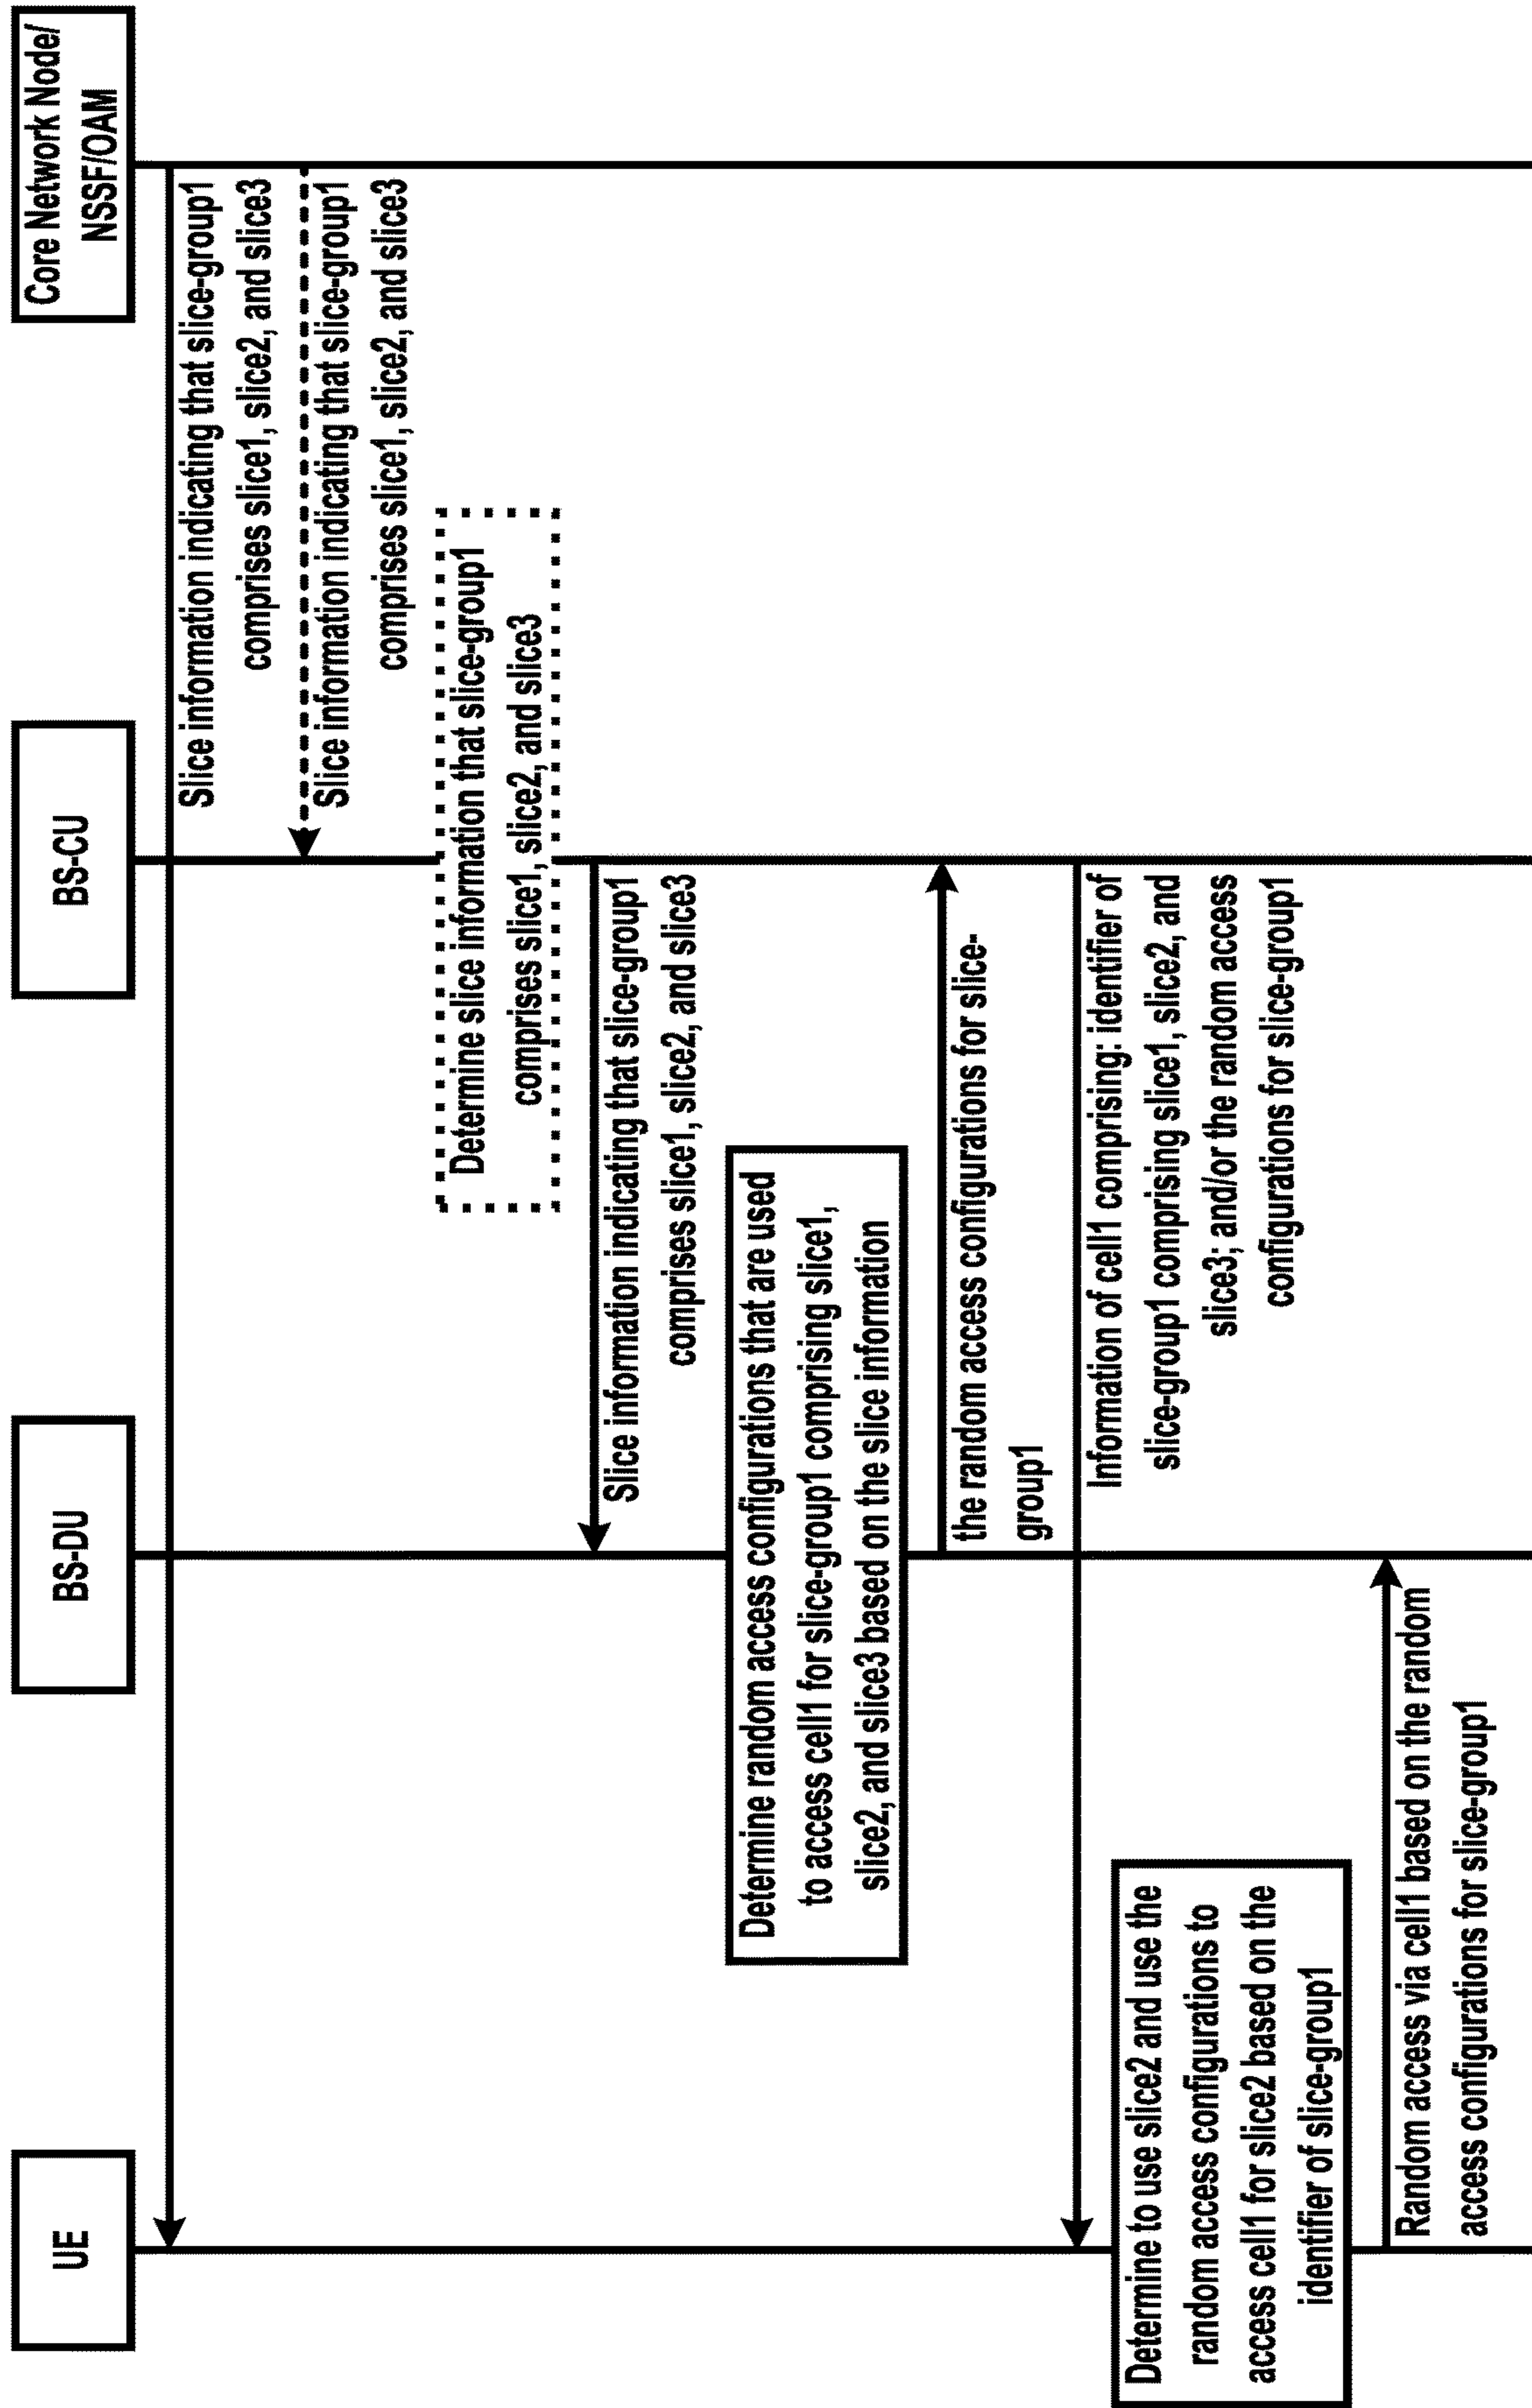 UE
BS-DU
BS-CU
Core Network Node/
NSSF/OAM
Slice information indicating that slice-group1
comprises slice1, slice2, and slice3
Slice information indicating that slice-group1
comprises slice1, slice2, and slice3
Determine slice information that slice-group1
comprises slice1, slice2, and slice3
Slice information indicating that slice-group1
comprises slice1, slice2, and slice3
Determine random access configurations that are used
to access cell1 for slice-group1 comprising slice1,
slice2, and slice3 based on the slice information
the random access configurations for slice-
group1
Information of cell1 comprising: identifier of
slice-group1 comprising slice1, slice2, and
slice3; and/or the random access
configurations for slice-group1
Determine to use slice2 and use the
random access configurations to
access cell1 for slice2 based on the
identifier of slice-group1
Random access via cell1 based on the random
access configurations for slice-group1